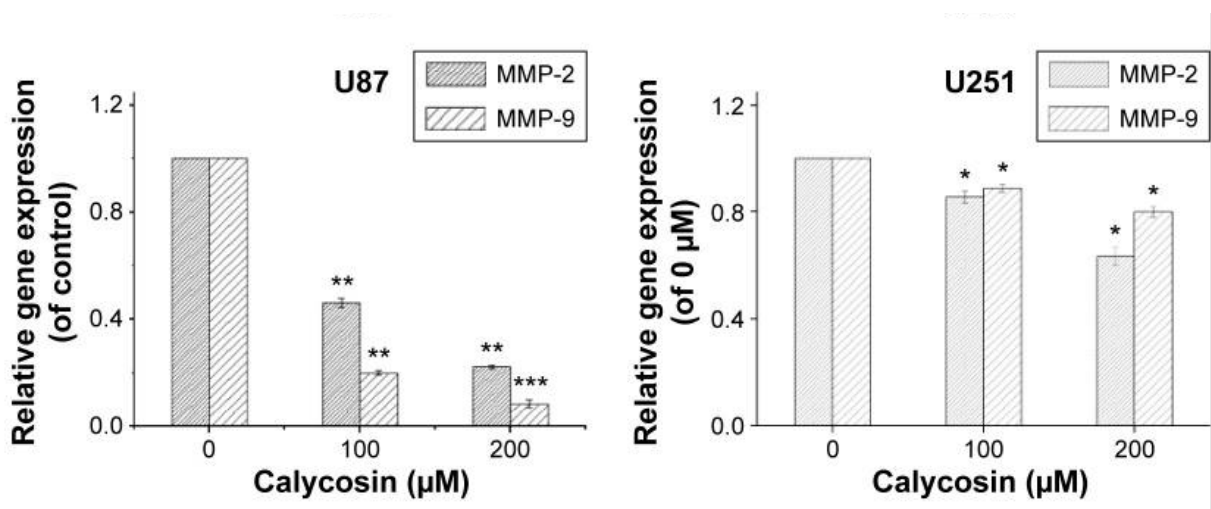 U87
MMP-2
MMP-9
Relative gene expression
(of control)
1.2
0.8
0.4
0.0
**
**
**
***
0
100
200
Calycosin (µM)
U251
MMP-2
MMP-9
Relative gene expression
(of 0 µM)
1.2
0.8
0.4
0.0
*
*
*
*
0
100
200
Calycosin (µM)